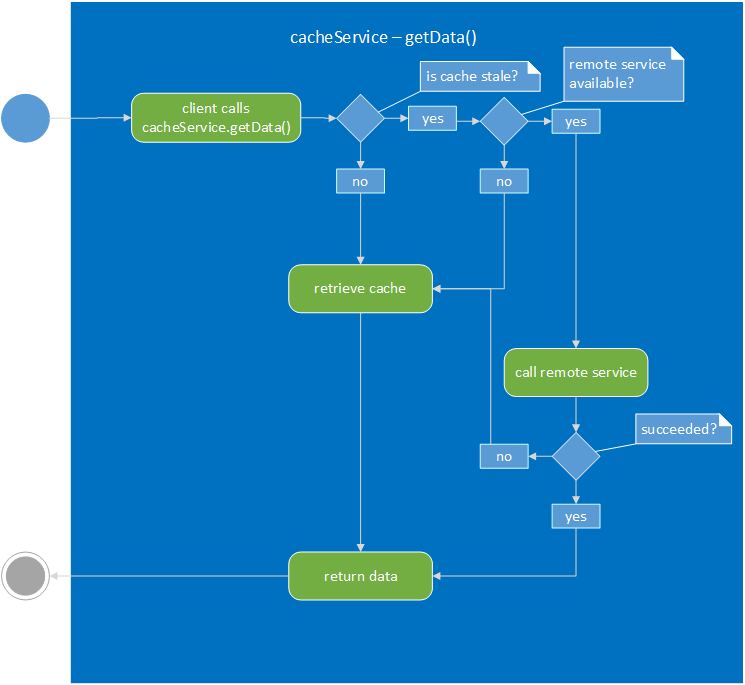 cacheService – getData()
is cache stale?
remote service
available?
client calls
cacheService.getData()
yes
yes
no
no
retrieve cache
call remote service
succeeded?
no
yes
return data